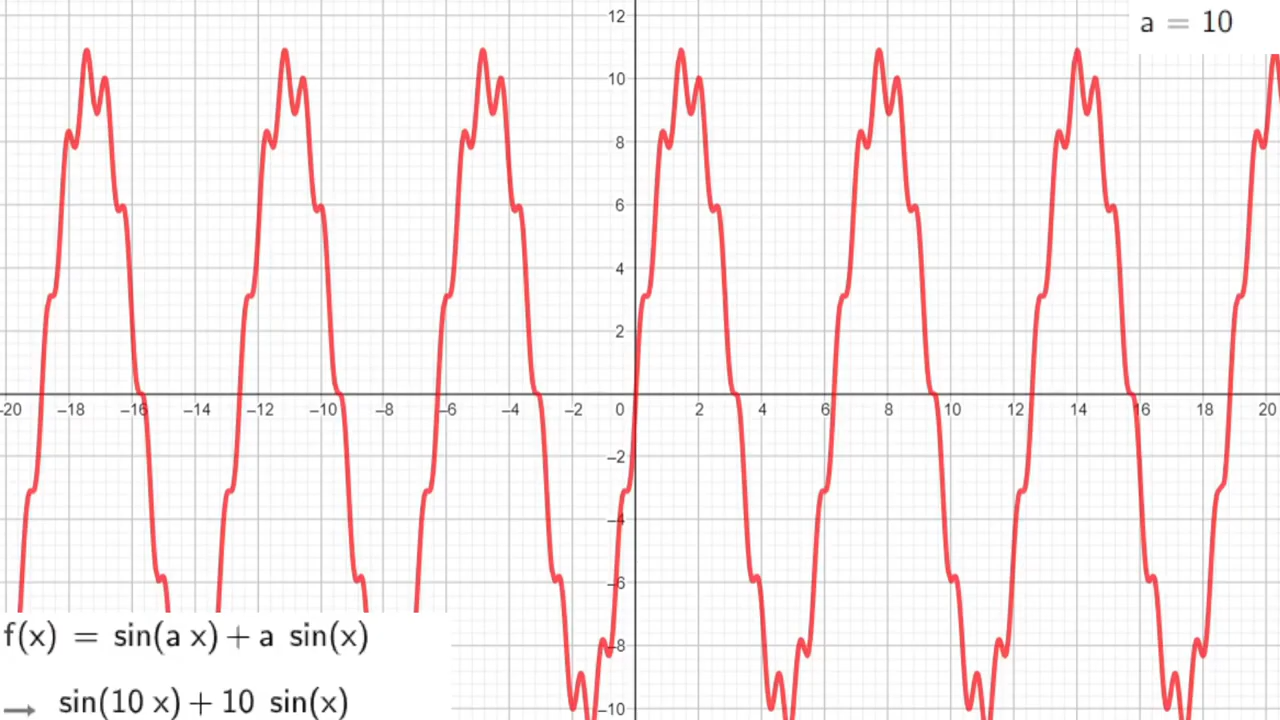 12
a = 10
10
8
6
4
2
–20 –18 –16 –14 –12 –10 –8 –6 –4 –2 0 2 4 6 8 10 12 14 16 18 20
–2
–4
–6
–8
–10
f(x) = sin(a x) + a sin(x)
→ sin(10 x) + 10 sin(x)